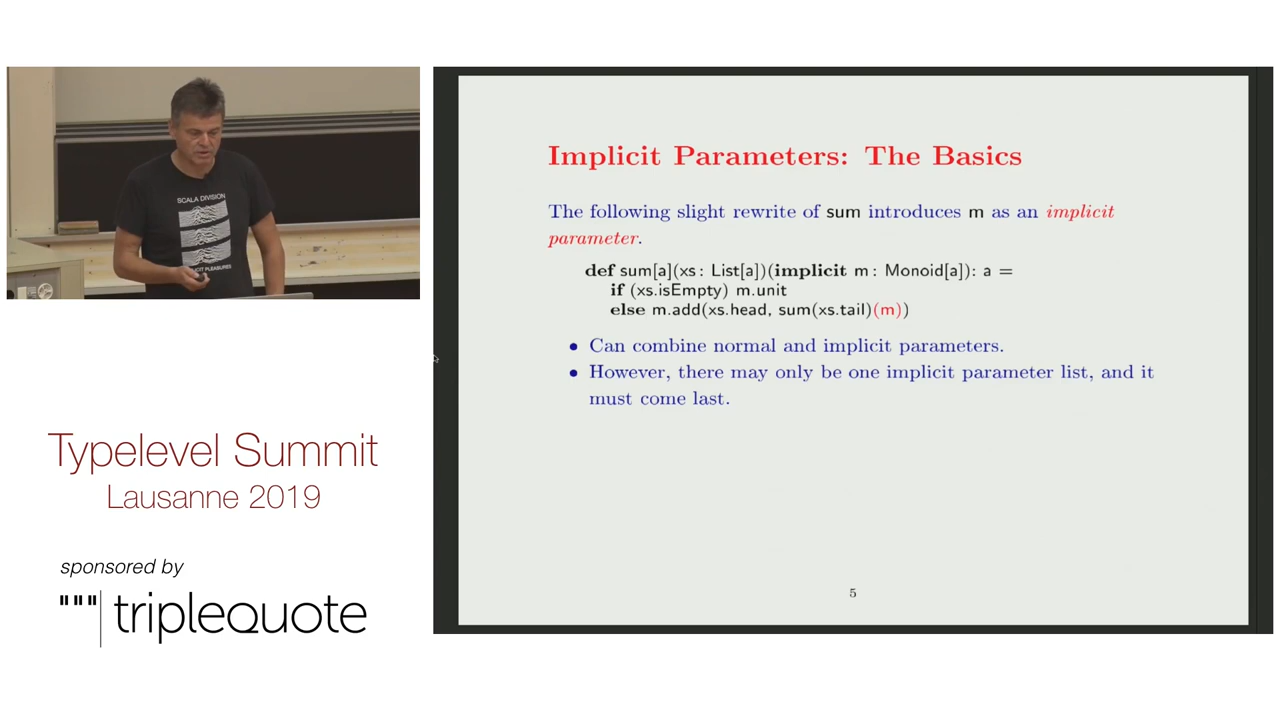 SCALA DIVISION
PLEASURES
Typelevel Summit
Lausanne 2019
sponsored by
"""|triplequote
Implicit Parameters: The Basics
The following slight rewrite of sum introduces m as an implicit
parameter.
def sum[a](xs: List[a])(implicit m: Monoid[a]): a =
if (xs.isEmpty) m.unit
else m.add(xs.head, sum(xs.tail)(m))
• Can combine normal and implicit parameters.
• However, there may only be one implicit parameter list, and it
must come last.
5